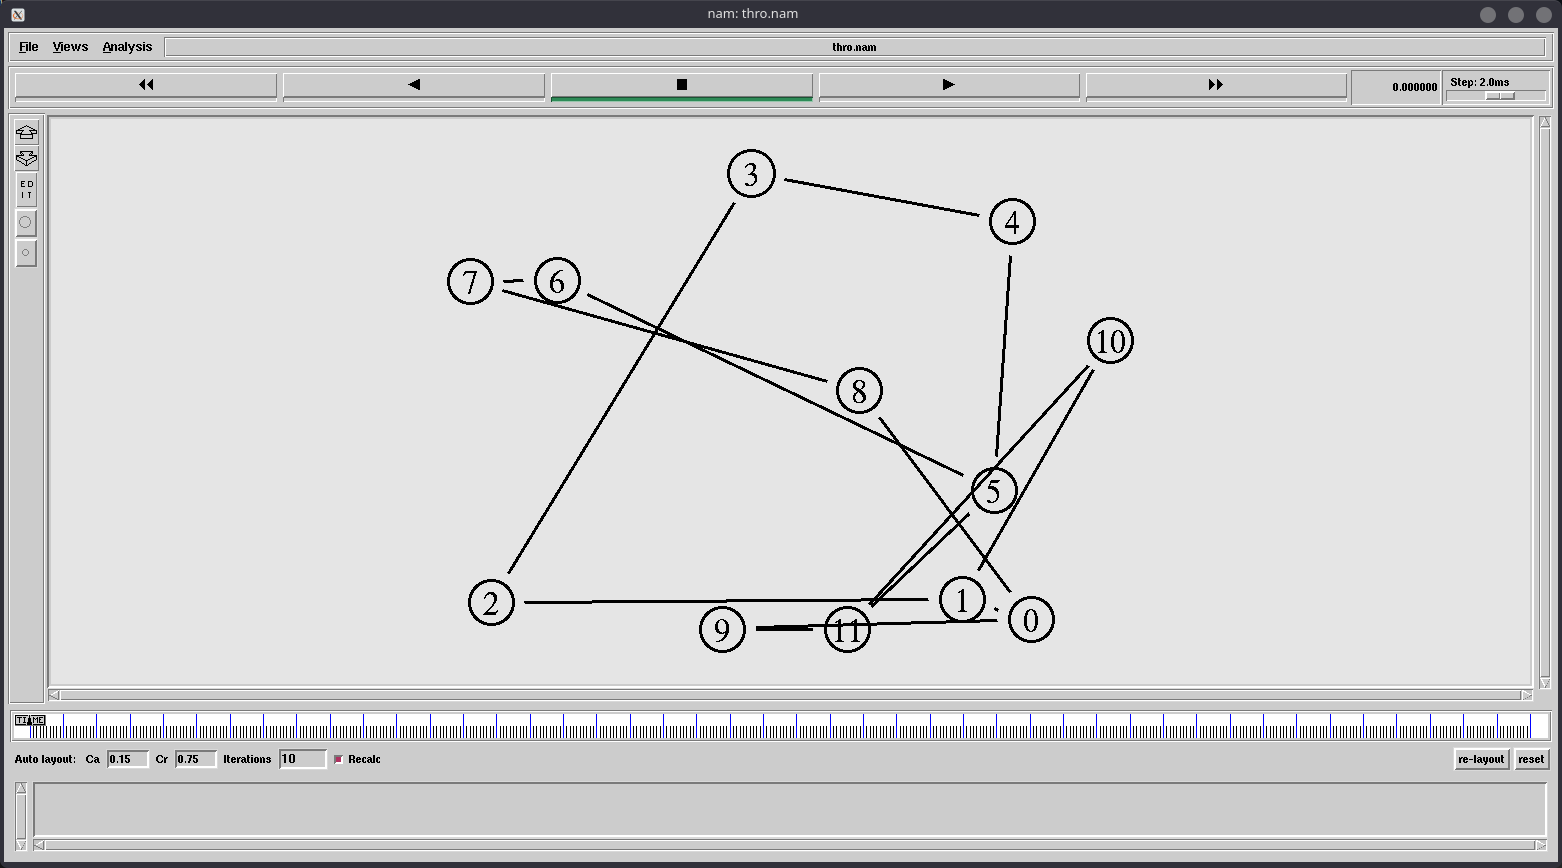 nam: thro.nam
File Views Analysis thro.nam
0.000000 Step: 2.0ms
ED
IT
3
4
7 6
10
8
5
2 1 0
9 11
TIME
Auto layout: Ca 0.15 Cr 0.75 Iterations 10 Recalc re-layout reset